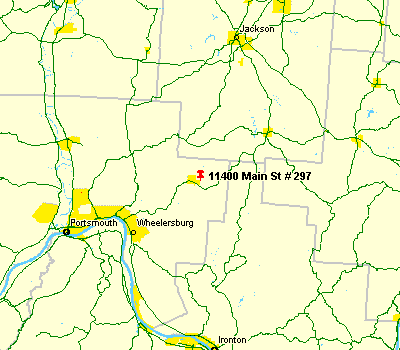 Jackson
11400 Main St # 297
Portsmouth
Wheelersburg
Ironton